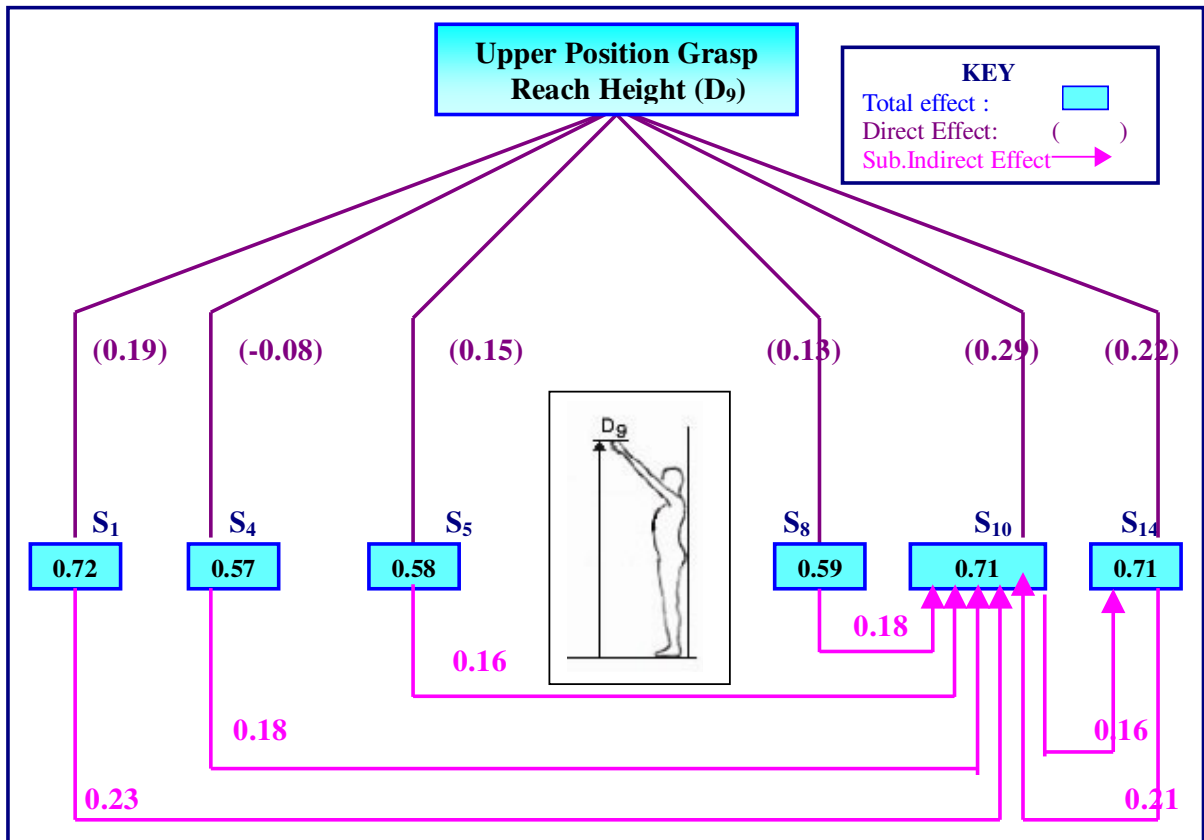 Upper Position Grasp
Reach Height (D₉)
KEY
Total effect :
Direct Effect: ( )
Sub.Indirect Effect
(0.19) (-0.08) (0.15) (0.13) (0.29) (0.22)
D₉
S₁ S₄ S₅ S₈ S₁₀ S₁₄
0.72 0.57 0.58 0.59 0.71 0.71
0.18
0.16
0.18 0.16
0.23 0.21